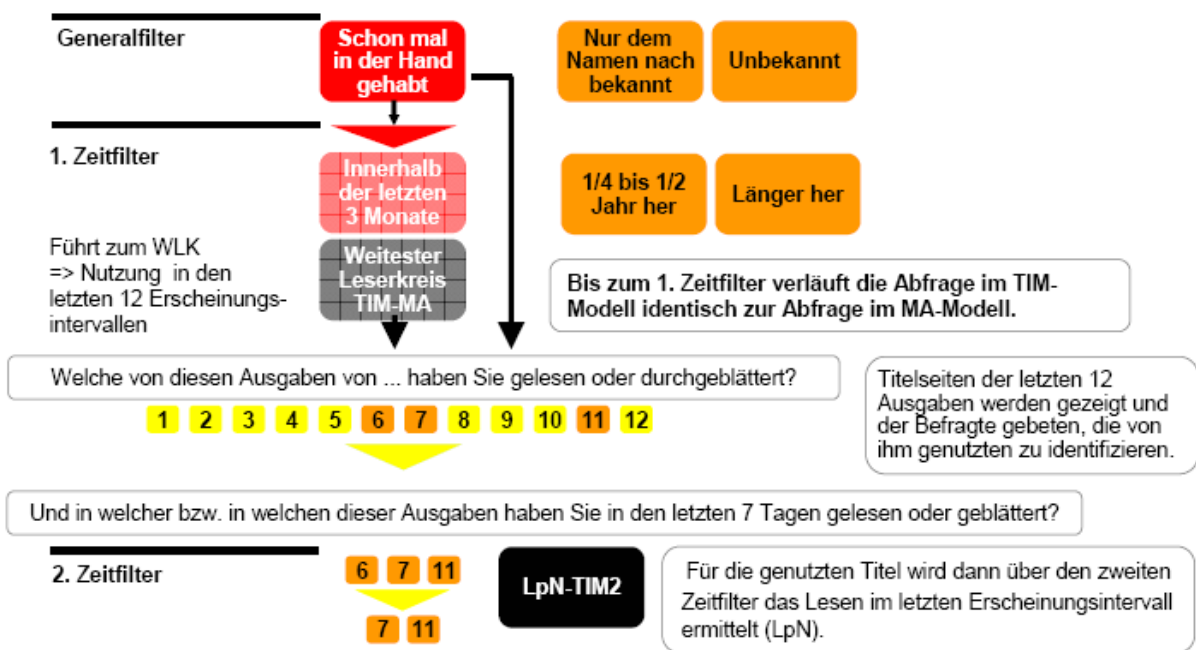 Generalfilter
Schon mal
in der Hand
gehabt
Nur dem
Namen nach
bekannt
Unbekannt
1. Zeitfilter
Innerhalb
der letzten
3 Monate
1/4 bis 1/2
Jahr her
Länger her
Führt zum WLK
=> Nutzung in den
letzten 12 Erscheinungs-
intervallen
Weitester
Leserkreis
TIM-MA
Bis zum 1. Zeitfilter verläuft die Abfrage im TIM-
Modell identisch zur Abfrage im MA-Modell.
Welche von diesen Ausgaben von ... haben Sie gelesen oder durchgeblättert?
1 2 3 4 5 6 7 8 9 10 11 12
Titelseiten der letzten 12
Ausgaben werden gezeigt und
der Befragte gebeten, die von
ihm genutzten zu identifizieren.
Und in welcher bzw. in welchen dieser Ausgaben haben Sie in den letzten 7 Tagen gelesen oder geblättert?
2. Zeitfilter
6 7 11
7 11
LpN-TIM2
Für die genutzten Titel wird dann über den zweiten
Zeitfilter das Lesen im letzten Erscheinungsintervall
ermittelt (LpN).